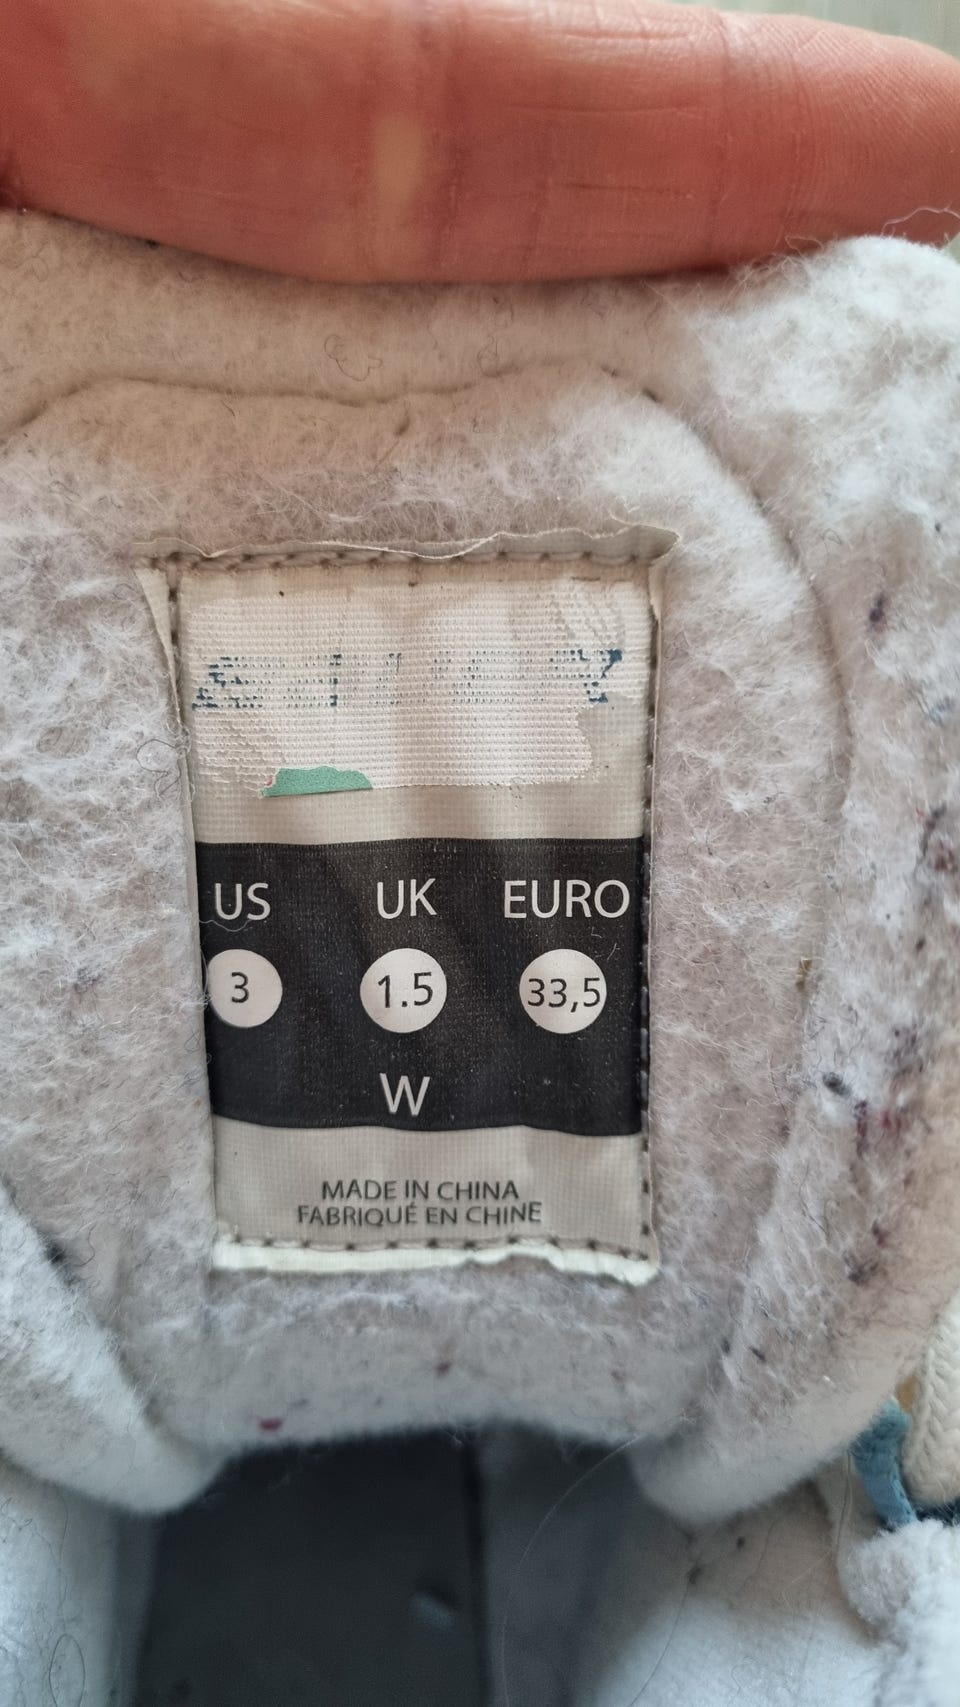 US UK EURO
3 1.5 33,5
W
MADE IN CHINA
FABRIQUÉ EN CHINE